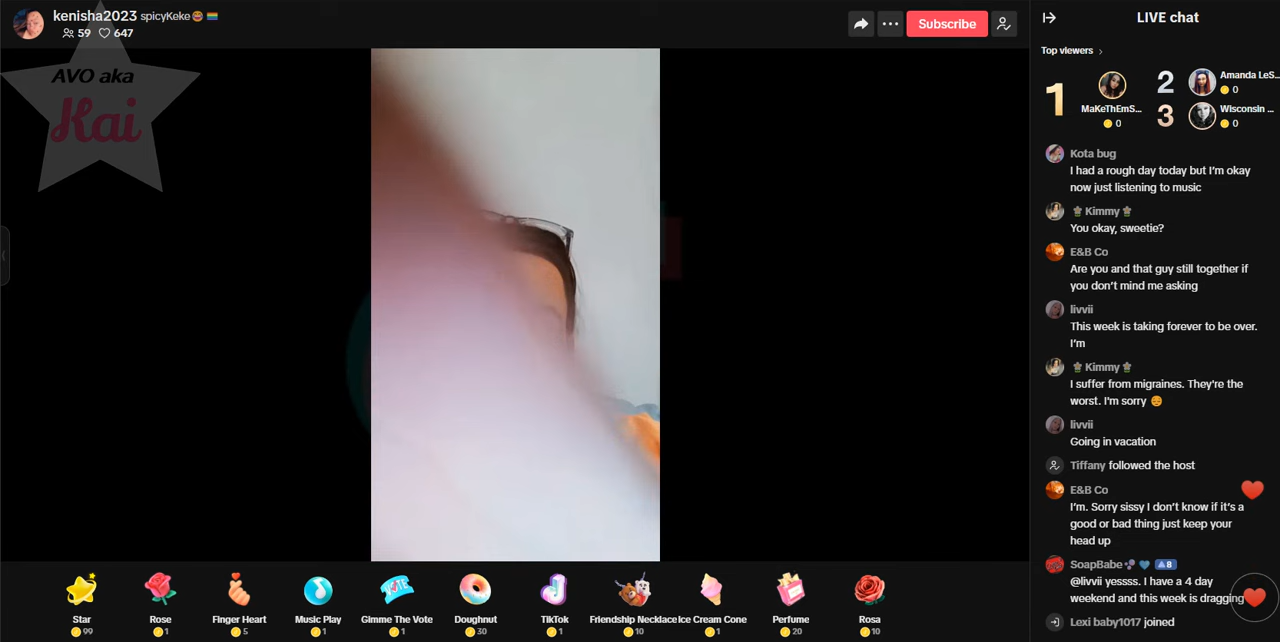 kenisha2023 spicyKeke
59 647
Subscribe
AVO aka
Kai
LIVE chat
Top viewers
1
MaKeThEmS...
0
2
Amanda LeS...
0
3
Wisconsin ...
0
Kota bug
I had a rough day today but I'm okay
now just listening to music
Kimmy
You okay, sweetie?
E&B Co
Are you and that guy still together if
you don't mind me asking
livvii
This week is taking forever to be over.
I'm
Kimmy
I suffer from migraines. They're the
worst. I'm sorry
livvii
Going in vacation
Tiffany followed the host
E&B Co
I'm. Sorry sissy I don't know if it's a
good or bad thing just keep your
head up
SoapBabe 8
@livvii yessss. I have a 4 day
weekend and this week is dragging
Lexi baby1017 joined
Star
99
Rose
1
Finger Heart
5
Music Play
1
VOTE
Gimme The Vote
1
Doughnut
30
TikTok
1
Friendship Necklace
10
Ice Cream Cone
1
Perfume
20
Rosa
10